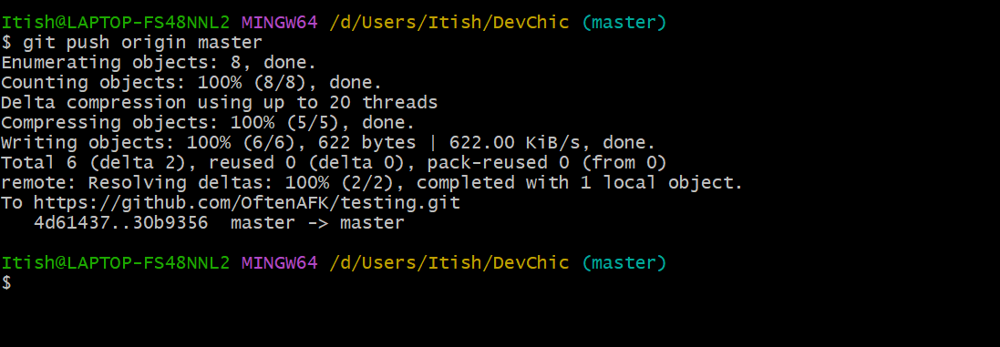 Itish@LAPTOP-FS48NNL2 MINGW64 /d/Users/Itish/DevChic (master)
$ git push origin master
Enumerating objects: 8, done.
Counting objects: 100% (8/8), done.
Delta compression using up to 20 threads
Compressing objects: 100% (5/5), done.
Writing objects: 100% (6/6), 622 bytes | 622.00 KiB/s, done.
Total 6 (delta 2), reused 0 (delta 0), pack-reused 0 (from 0)
remote: Resolving deltas: 100% (2/2), completed with 1 local object.
To https://github.com/OftenAFK/testing.git
   4d61437..30b9356  master -> master
Itish@LAPTOP-FS48NNL2 MINGW64 /d/Users/Itish/DevChic (master)
$